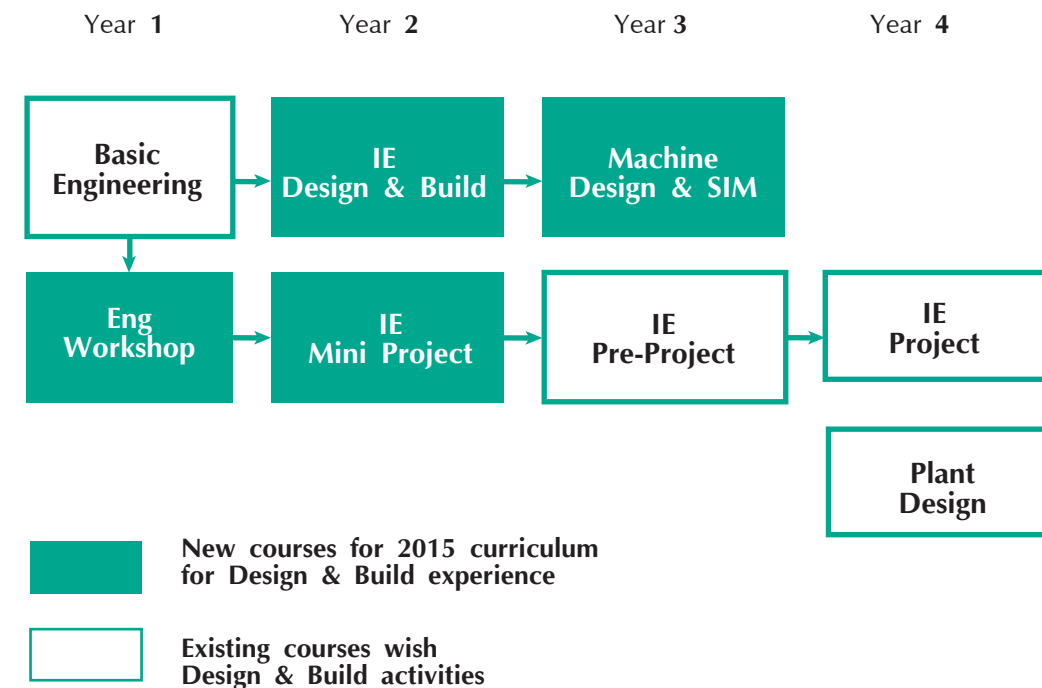 Year 1 Year 2 Year 3 Year 4
Basic
Engineering
IE
Design & Build
Machine
Design & SIM
Eng
Workshop
IE
Mini Project
IE
Pre-Project
IE
Project
Plant
Design
New courses for 2015 curriculum
for Design & Build experience
Existing courses wish
Design & Build activities